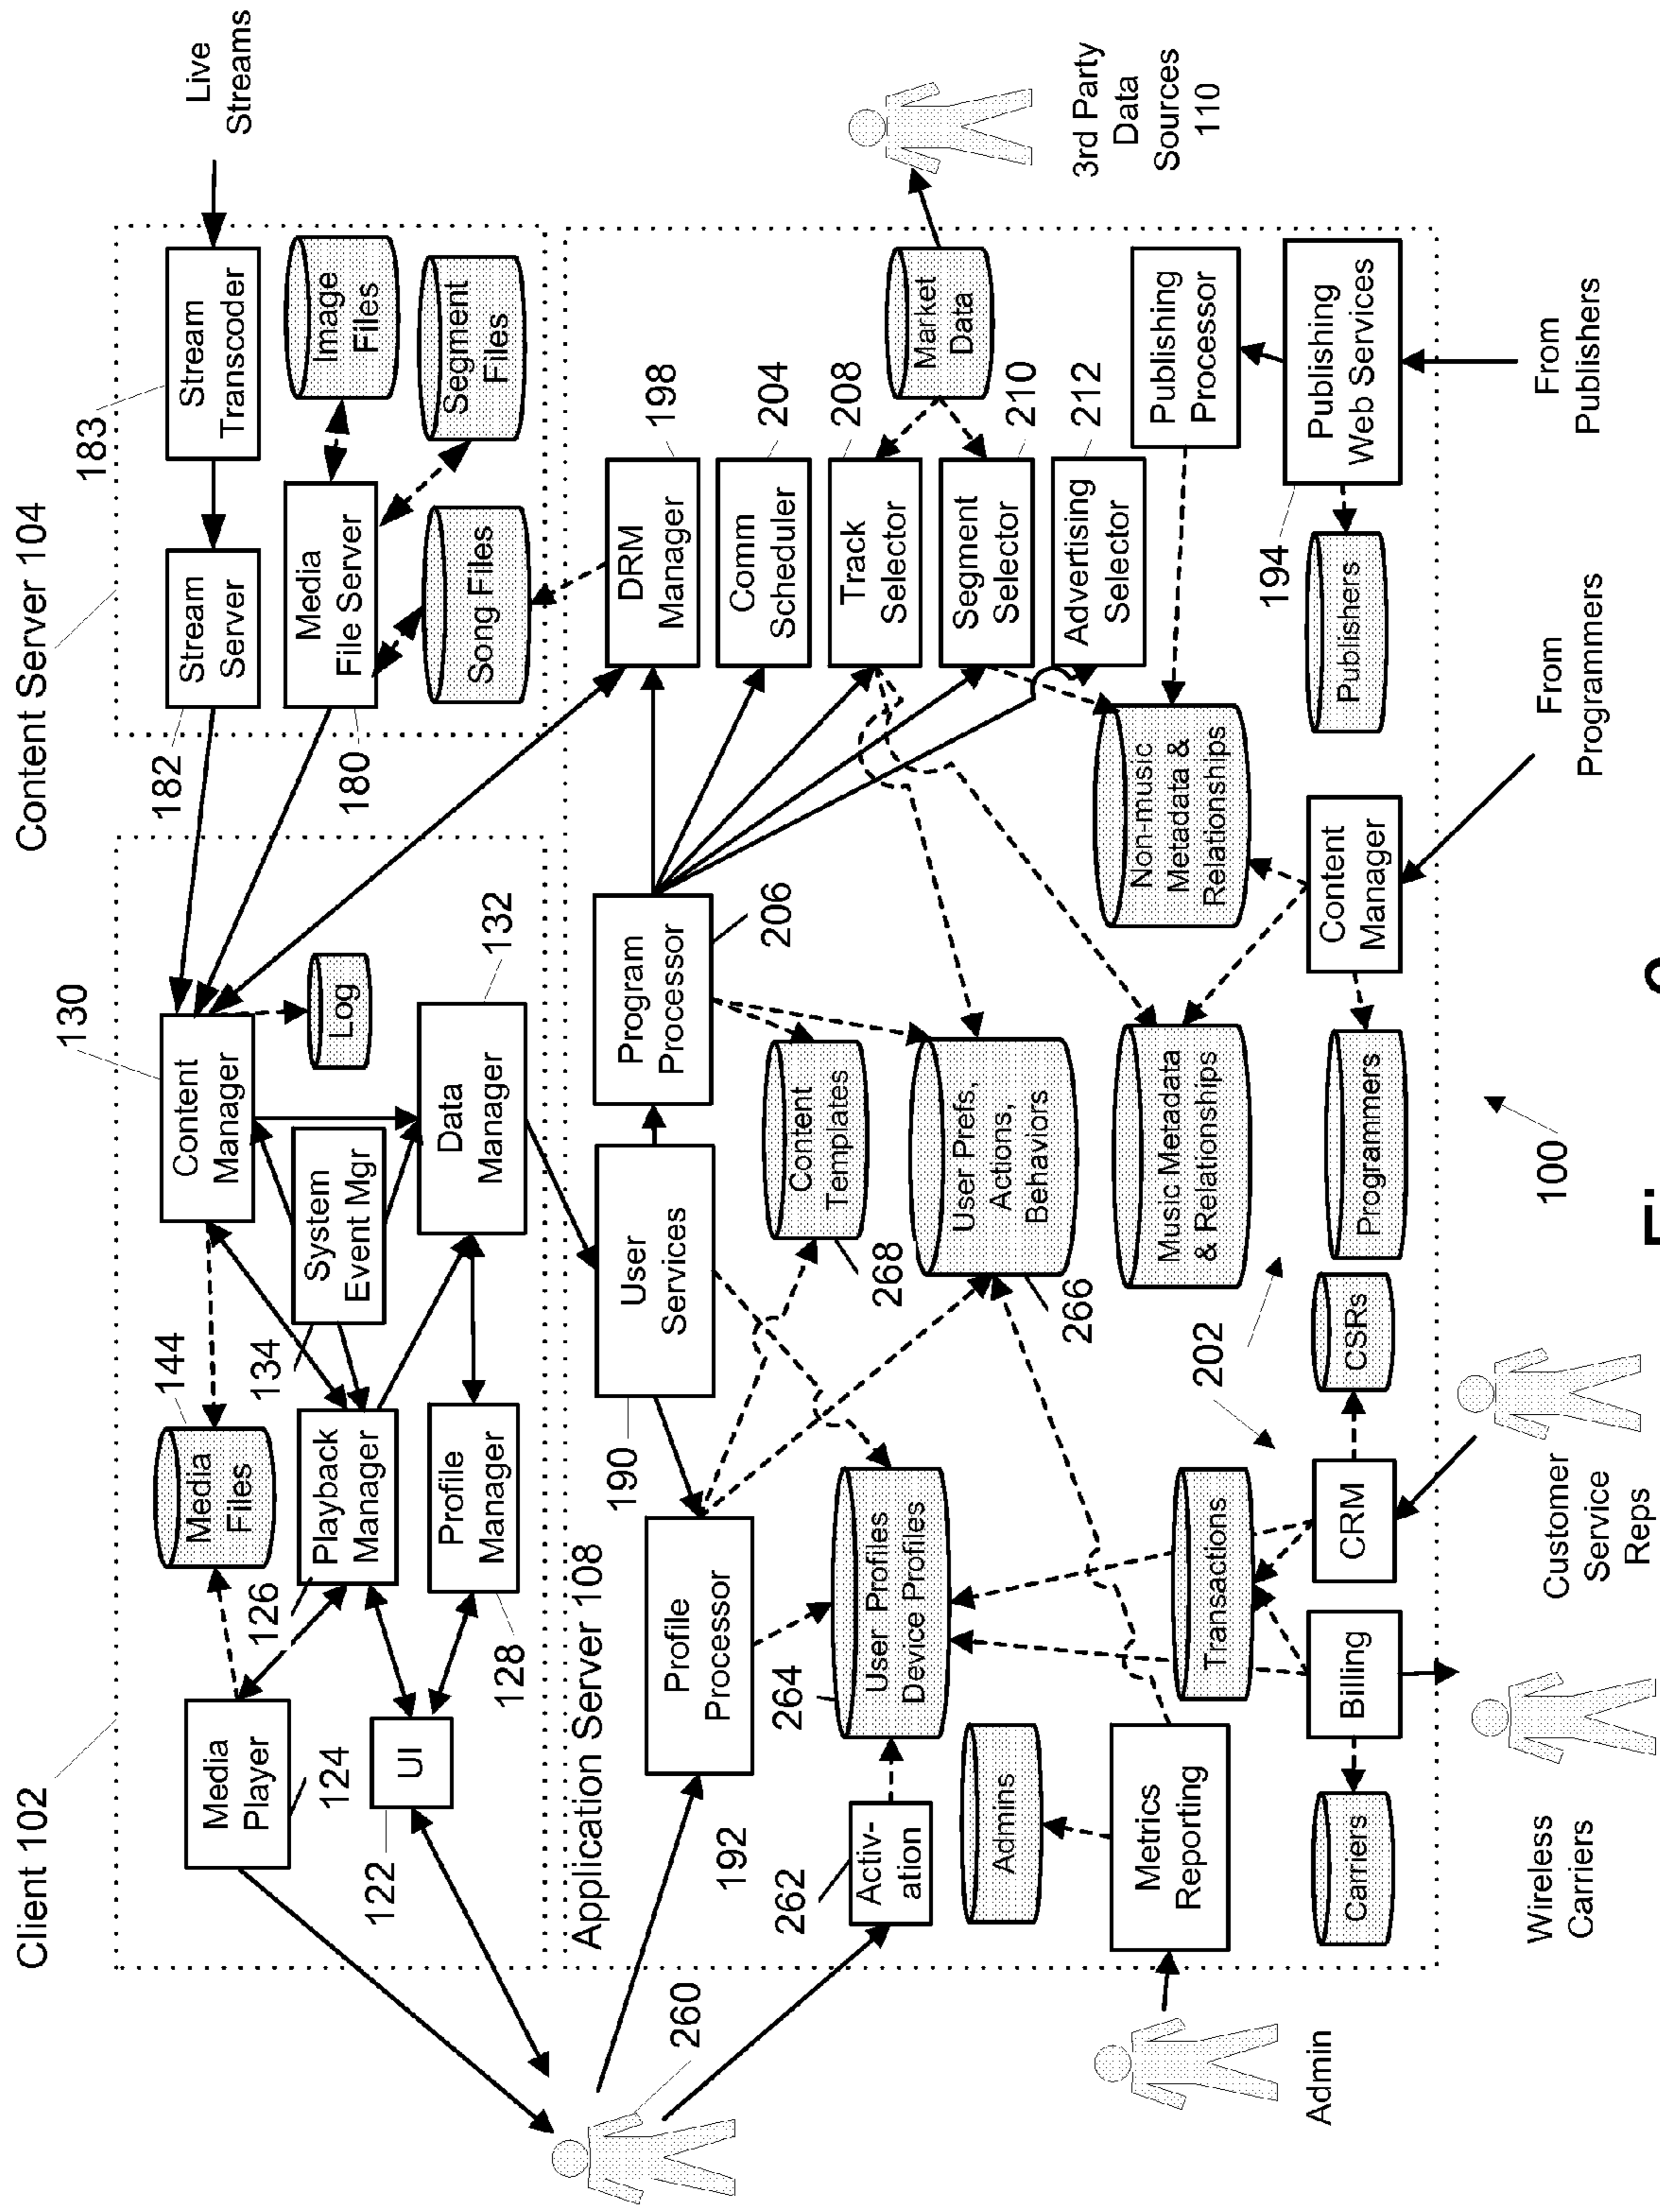 Client 102
Content Server 104
Live
Streams
130
183
Media
Player
124
144
Media
Files
Content
Manager
182
Stream
Server
Stream
Transcoder
134
System
Event Mgr
Log
180
Media
File Server
Image
Files
122
UI
126
Playback
Manager
128
Profile
Manager
Data
Manager
132
Song Files
Segment
Files
Application Server 108
260
192
Profile
Processor
190
User
Services
Program
Processor
206
DRM
Manager
198
Comm
Scheduler
204
Track
Selector
208
Segment
Selector
210
Advertising
Selector
212
Market
Data
3rd Party
Data
Sources
110
262
Activ-
ation
264
User Profiles
Device Profiles
268
Content
Templates
266
User Prefs,
Actions,
Behaviors
Admins
Metrics
Reporting
Admin
Transactions
202
Music Metadata
& Relationships
Non-music
Metadata &
Relationships
Publishing
Processor
Carriers
Billing
CRM
CSRs
Programmers
Content
Manager
Publishers
194
Publishing
Web Services
Wireless
Carriers
Customer
Service
Reps
100
From
Programmers
From
Publishers